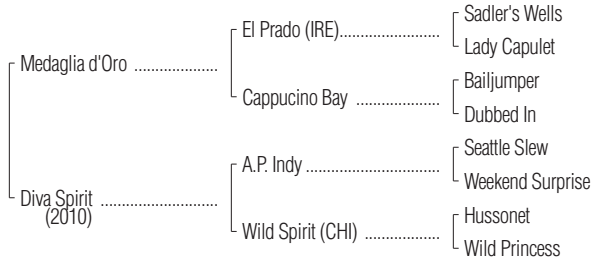 Sadler's Wells
El Prado (IRE)......................
Lady Capulet
Medaglia d'Oro ..................
Bailjumper
Cappucino Bay ..................
Dubbed In
Seattle Slew
A.P. Indy .............................
Weekend Surprise
Diva Spirit .........................
(2010)
Hussonet
Wild Spirit (CHI) ................
Wild Princess